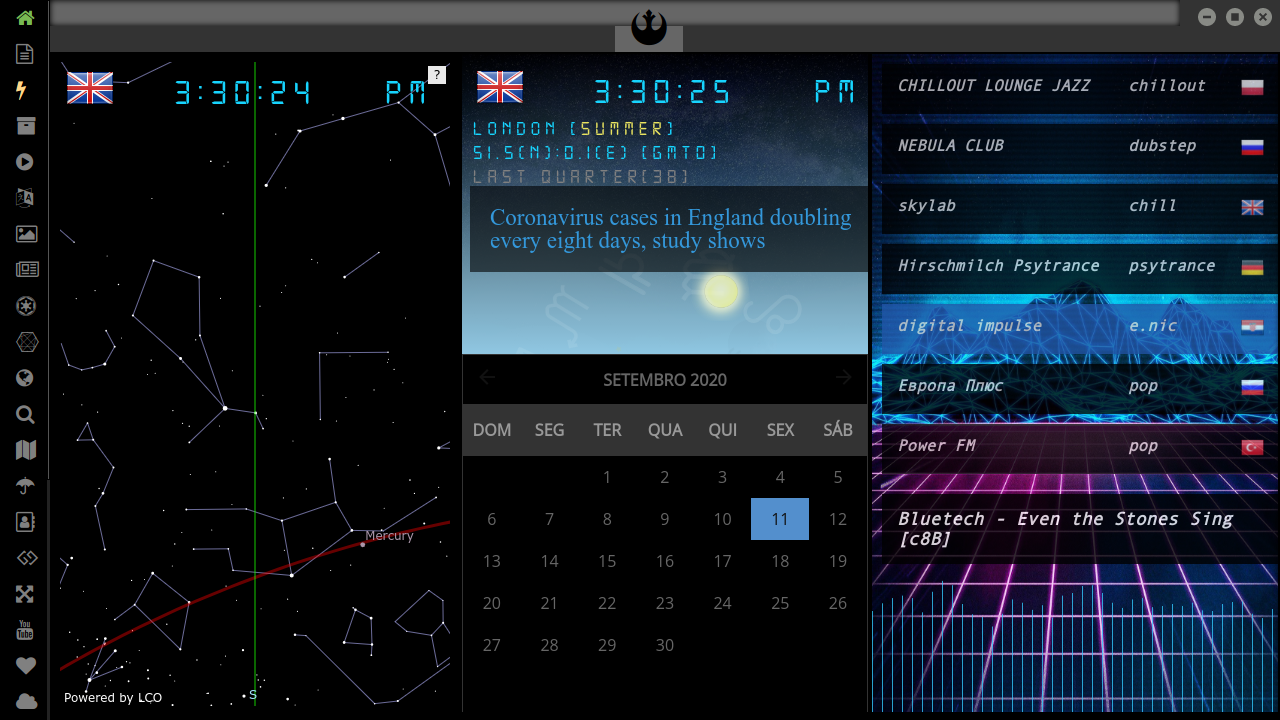 3:30:24 PM
?
Mercury
S
Powered by LCO
3:30:25 PM
LONDON (SUMMER)
51.5(N):0.1(E) [GMT0]
LAST QUARTER(38)
Coronavirus cases in England doubling
every eight days, study shows
SETEMBRO 2020
DOM SEG TER QUA QUI SEX SÁB
1 2 3 4 5
6 7 8 9 10 11 12
13 14 15 16 17 18 19
20 21 22 23 24 25 26
27 28 29 30
CHILLOUT LOUNGE JAZZ chillout
NEBULA CLUB dubstep
skylab chill
Hirschmilch Psytrance psytrance
digital impulse e.nic
Европа Плюс pop
Power FM pop
Bluetech - Even the Stones Sing
[c8B]
You
Tube